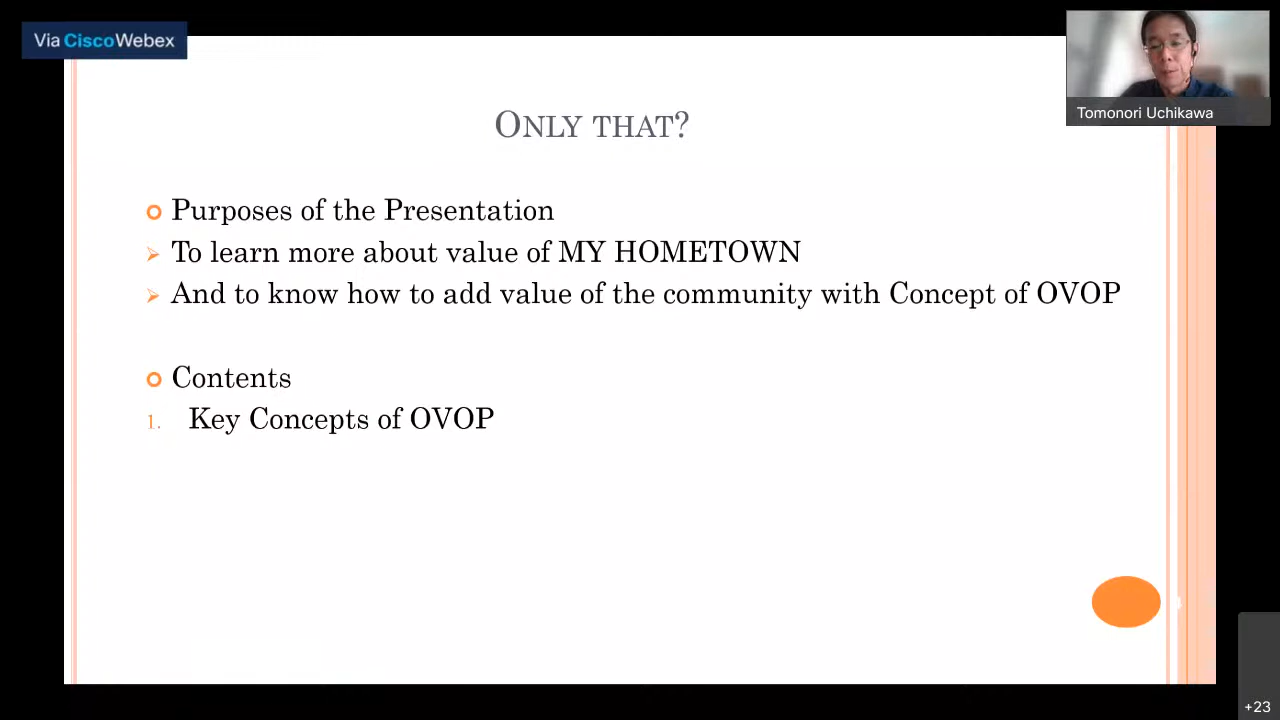 Via CiscoWebex
Tomonori Uchikawa
ONLY THAT?
Purposes of the Presentation
To learn more about value of MY HOMETOWN
And to know how to add value of the community with Concept of OVOP
Contents
1. Key Concepts of OVOP
+23